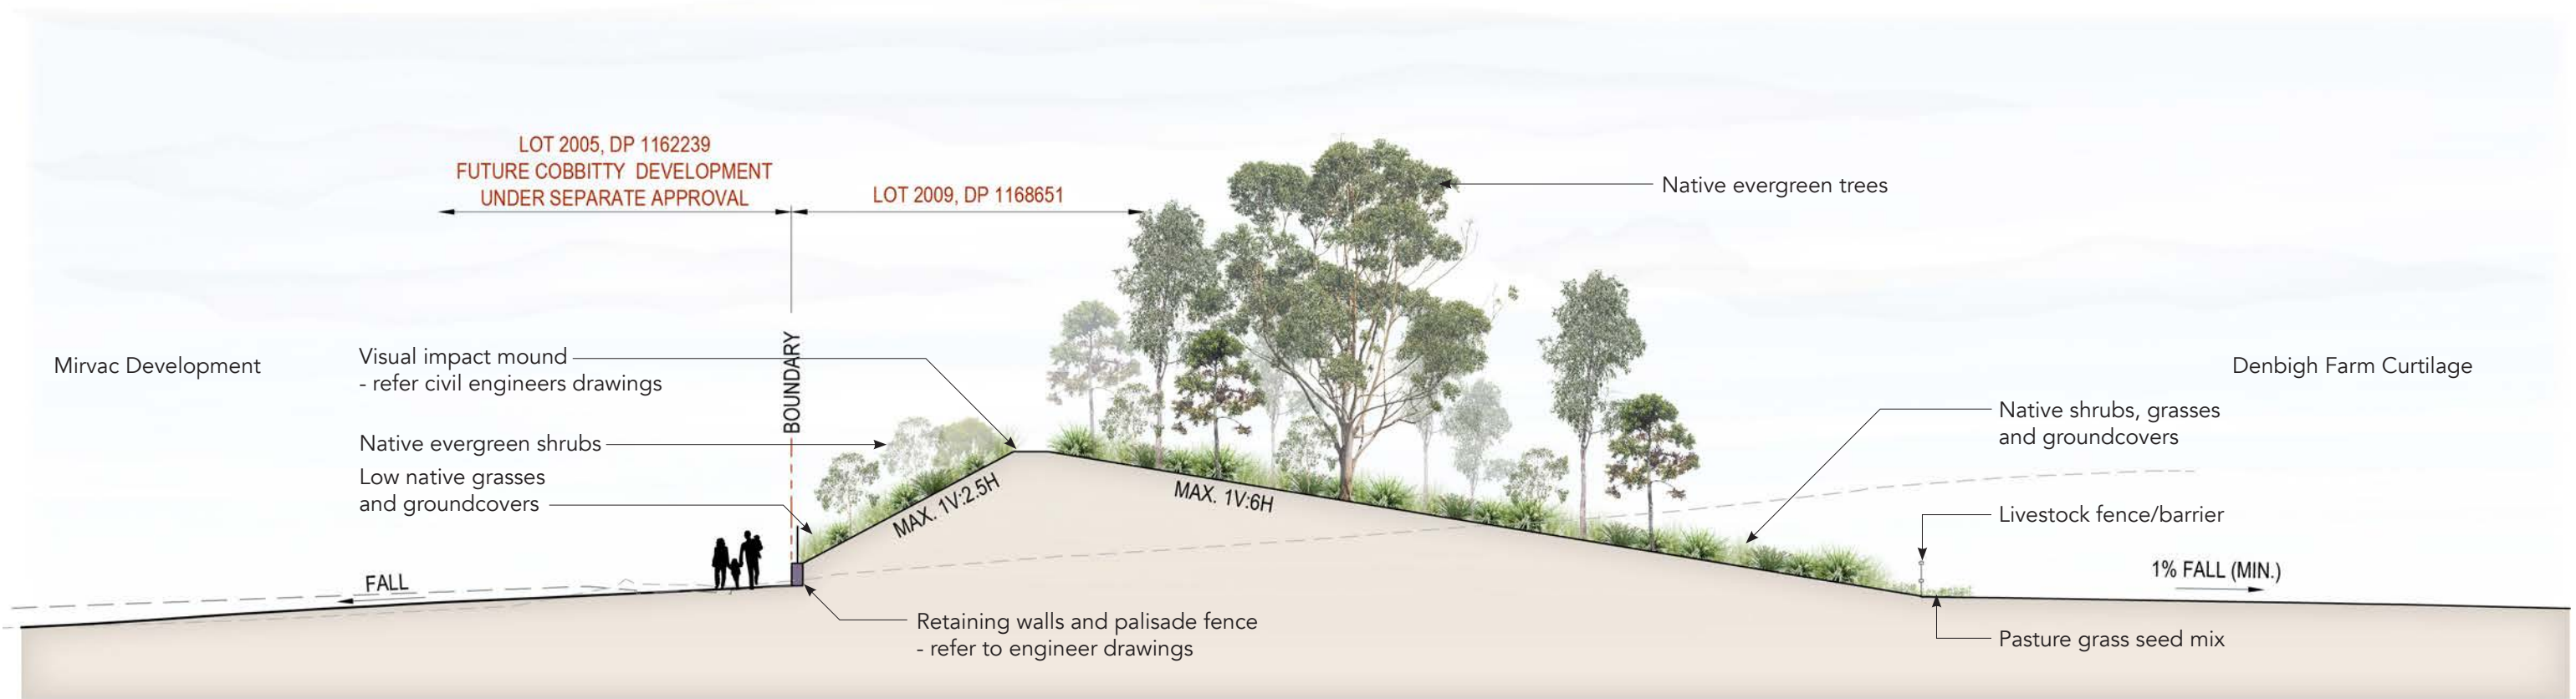 LOT 2005, DP 1162239
FUTURE COBBITTY DEVELOPMENT
UNDER SEPARATE APPROVAL
LOT 2009, DP 1168651
Native evergreen trees
BOUNDARY
Mirvac Development
Visual impact mound
- refer civil engineers drawings
Denbigh Farm Curtilage
Native evergreen shrubs
Low native grasses
and groundcovers
MAX. 1V:2.5H
MAX. 1V:6H
Native shrubs, grasses
and groundcovers
Livestock fence/barrier
FALL
1% FALL (MIN.)
Retaining walls and palisade fence
- refer to engineer drawings
Pasture grass seed mix